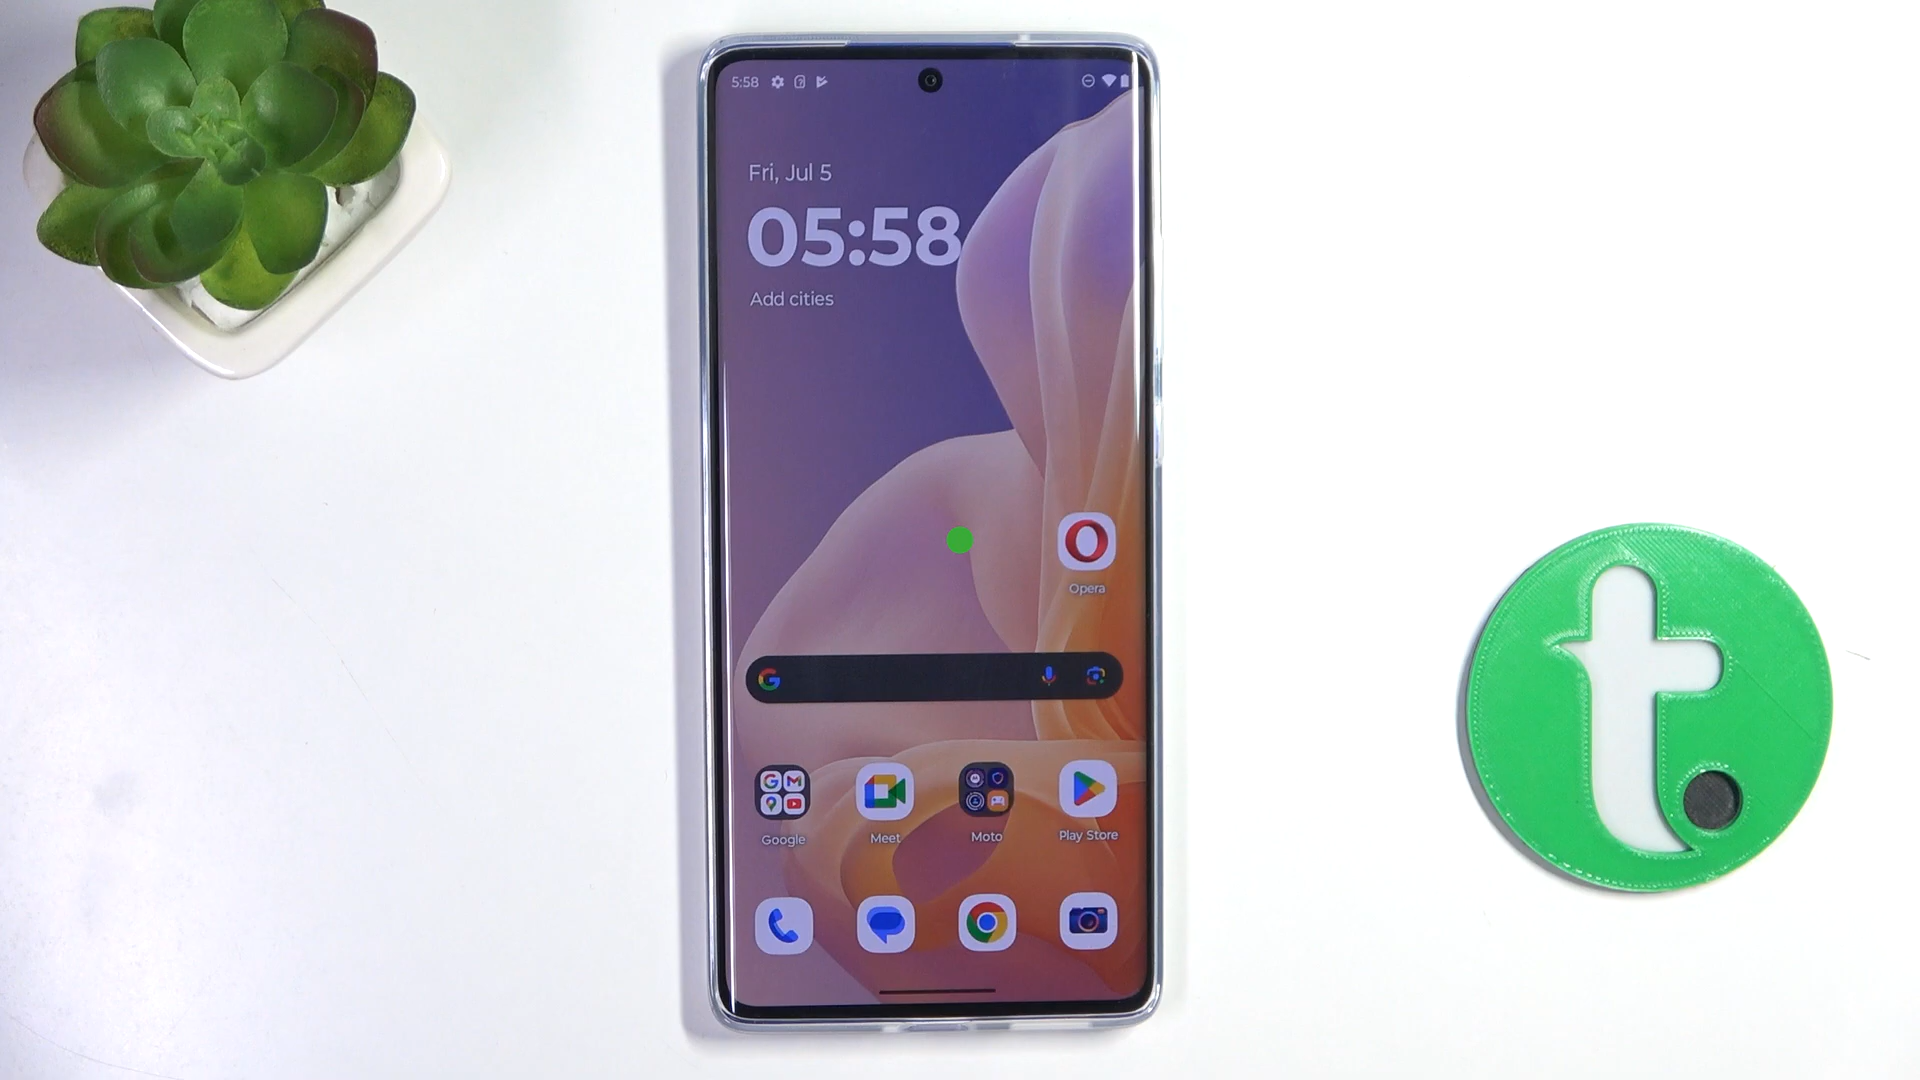 5:58
Fri, Jul 5
05:58
Add cities
Opera
Google
Meet
Moto
Play Store
t.